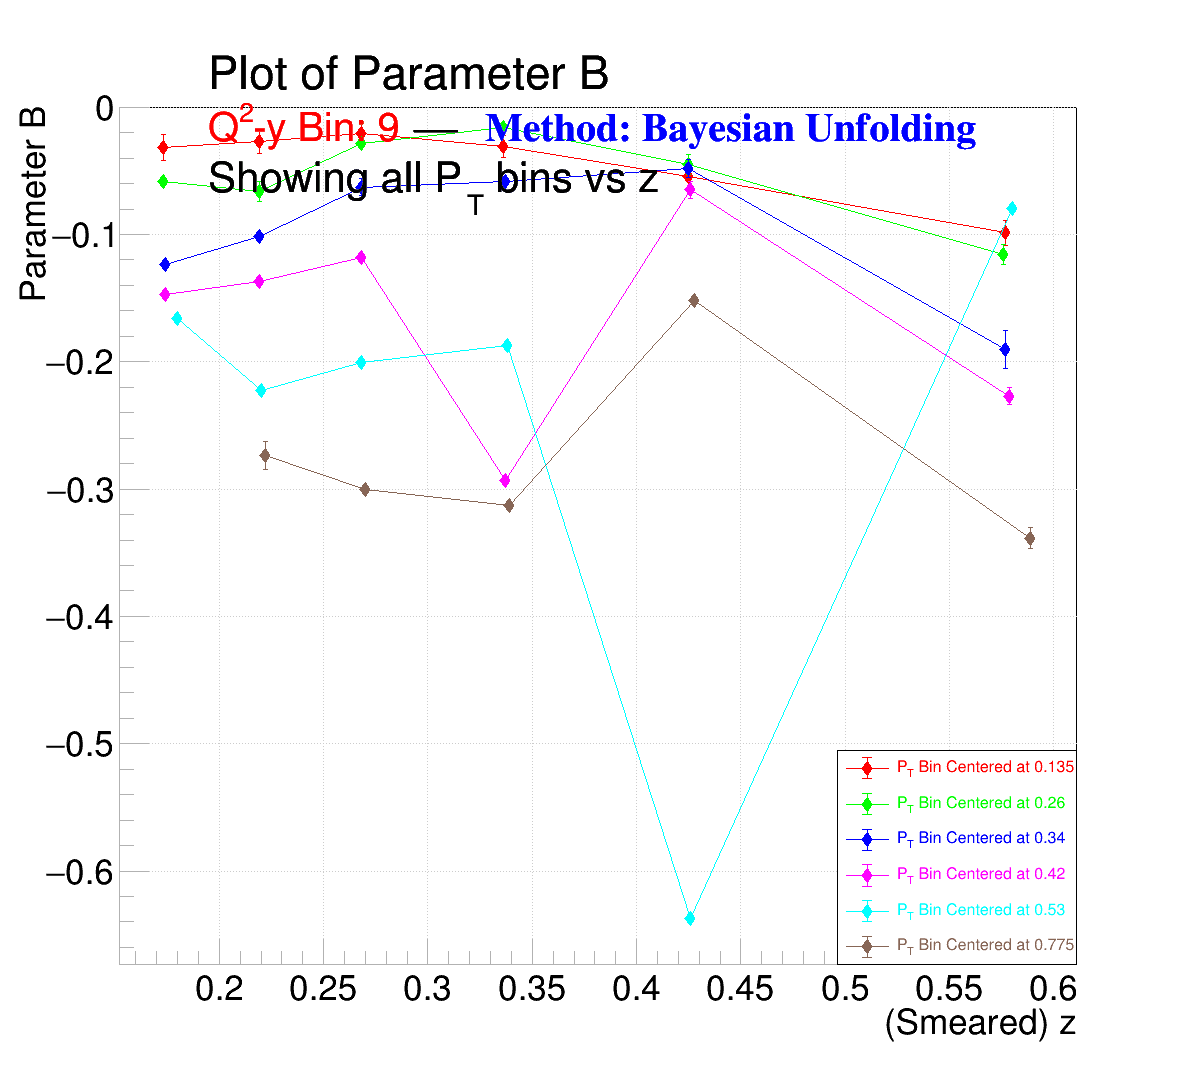 Plot of Parameter B
Q²-y Bin: 9 — Method: Bayesian Unfolding
Showing all P_T bins vs z
Parameter B
0
−0.1
−0.2
−0.3
−0.4
−0.5
−0.6
P_T Bin Centered at 0.135
P_T Bin Centered at 0.26
P_T Bin Centered at 0.34
P_T Bin Centered at 0.42
P_T Bin Centered at 0.53
P_T Bin Centered at 0.775
0.2 0.25 0.3 0.35 0.4 0.45 0.5 0.55 0.6
(Smeared) z